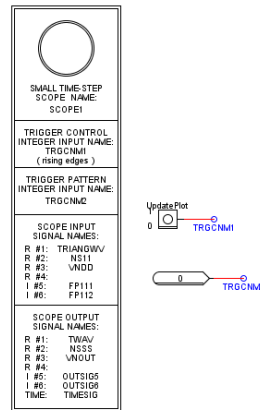 SMALL TIME-STEP
SCOPE NAME:
SCOPE1
TRIGGER CONTROL
INTEGER INPUT NAME:
TRGCNM1
( rising edges )
TRIGGER PATTERN
INTEGER INPUT NAME:
TRGCNM2
SCOPE INPUT
SIGNAL NAMES:
R #1: TRIANGWV
R #2: NS11
R #3: VNDD
R #4:
I #5: FP111
I #6: FP112
SCOPE OUTPUT
SIGNAL NAMES:
R #1: TWAV
R #2: NSSS
R #3: VNOUT
R #4:
I #5: OUTSIG5
I #6: OUTSIG6
TIME: TIMESIG
UpdatePlot
1
0
TRGCNM1
0
TRGCNM